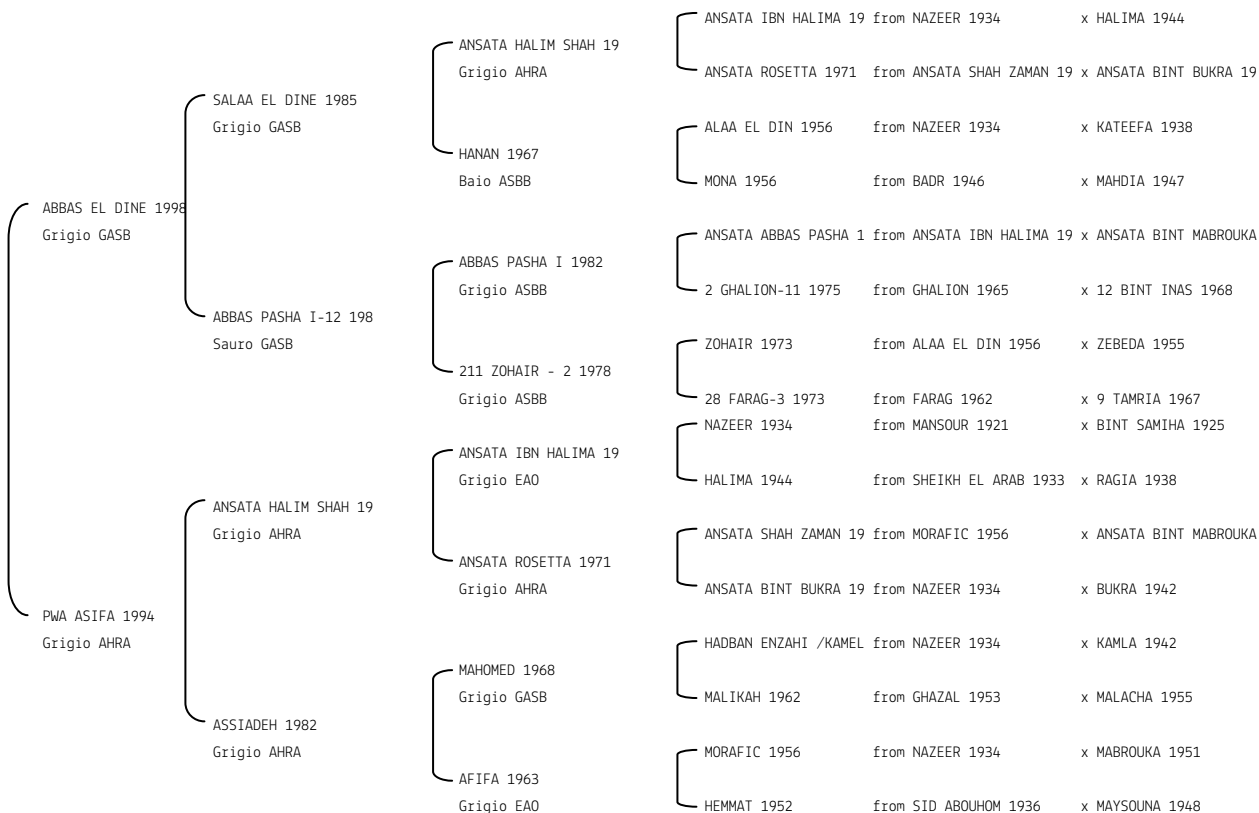 ANSATA IBN HALIMA 19 from NAZEER 1934 x HALIMA 1944
ANSATA HALIM SHAH 19
Grigio AHRA
ANSATA ROSETTA 1971 from ANSATA SHAH ZAMAN 19 x ANSATA BINT BUKRA 19
SALAA EL DINE 1985
Grigio GASB
ALAA EL DIN 1956 from NAZEER 1934 x KATEEFA 1938
HANAN 1967
Baio ASBB
MONA 1956 from BADR 1946 x MAHDIA 1947
ABBAS EL DINE 1998
Grigio GASB
ANSATA ABBAS PASHA 1 from ANSATA IBN HALIMA 19 x ANSATA BINT MABROUKA
ABBAS PASHA I 1982
Grigio ASBB
2 GHALION-11 1975 from GHALION 1965 x 12 BINT INAS 1968
ABBAS PASHA I-12 198
Sauro GASB
ZOHAIR 1973 from ALAA EL DIN 1956 x ZEBEDA 1955
211 ZOHAIR - 2 1978
Grigio ASBB
28 FARAG-3 1973 from FARAG 1962 x 9 TAMRIA 1967
NAZEER 1934 from MANSOUR 1921 x BINT SAMIHA 1925
ANSATA IBN HALIMA 19
Grigio EAO
HALIMA 1944 from SHEIKH EL ARAB 1933 x RAGIA 1938
ANSATA HALIM SHAH 19
Grigio AHRA
ANSATA SHAH ZAMAN 19 from MORAFIC 1956 x ANSATA BINT MABROUKA
ANSATA ROSETTA 1971
Grigio AHRA
ANSATA BINT BUKRA 19 from NAZEER 1934 x BUKRA 1942
PWA ASIFA 1994
Grigio AHRA
HADBAN ENZAHI /KAMEL from NAZEER 1934 x KAMLA 1942
MAHOMED 1968
Grigio GASB
MALIKAH 1962 from GHAZAL 1953 x MALACHA 1955
ASSIADEH 1982
Grigio AHRA
MORAFIC 1956 from NAZEER 1934 x MABROUKA 1951
AFIFA 1963
Grigio EAO
HEMMAT 1952 from SID ABOUHOM 1936 x MAYSOUNA 1948